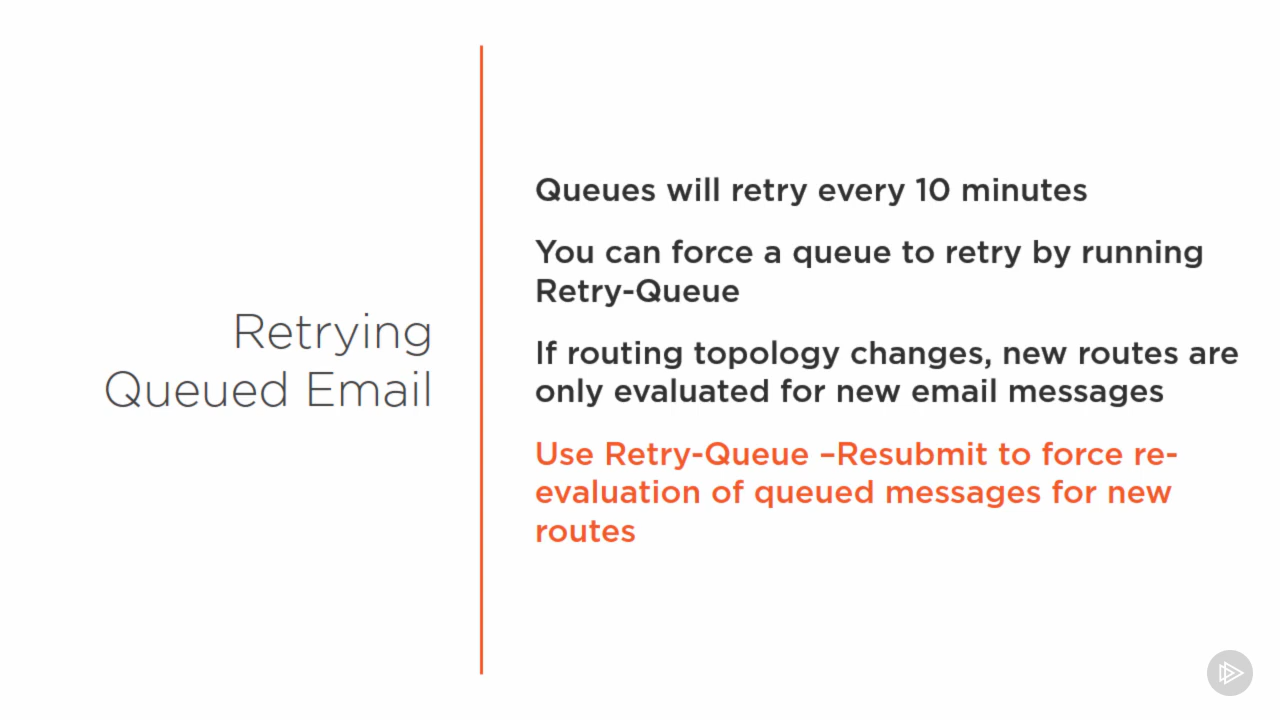 Retrying
Queued Email
Queues will retry every 10 minutes
You can force a queue to retry by running
Retry-Queue
If routing topology changes, new routes are
only evaluated for new email messages
Use Retry-Queue –Resubmit to force re-
evaluation of queued messages for new
routes